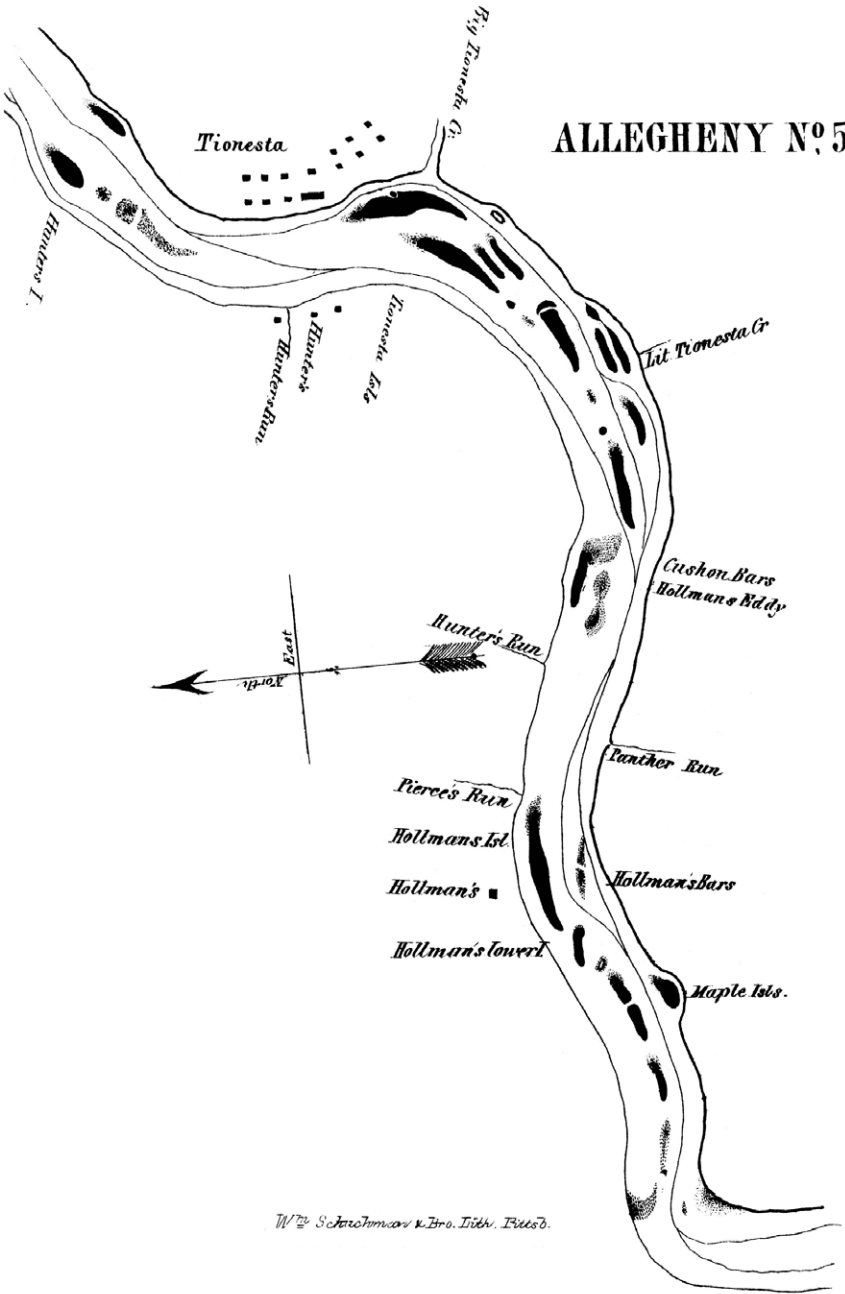 Big Tionesta Cr.
ALLEGHENY Nº 5
Tionesta
Hunters I.
Hunters Run
Hunter's
Tionesta Isls
Lit Tionesta Cr
Cushon Bars
Hollmans Eddy
Hunter's Run
East
North
Panther Run
Pierce's Run
Hollmans Isl.
Hollman's
Hollman's Bars
Hollman's lower I.
Maple Isls.
Wm Schuchman & Bro. Lith. Pittsb.